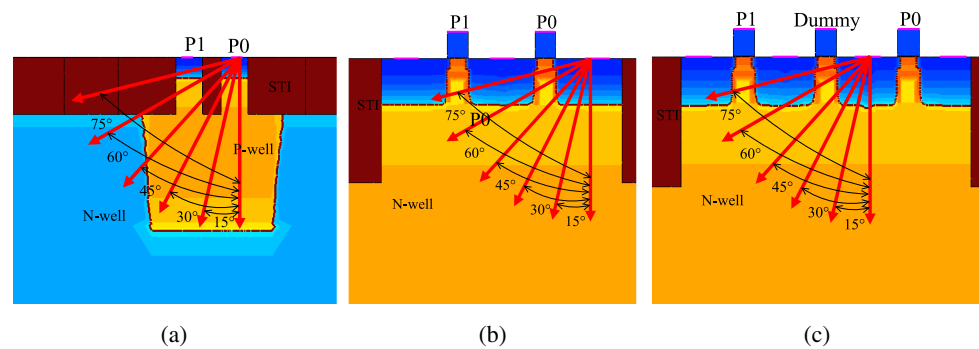 P1 P0
STI
75°
60°
P-well
45°
N-well
30°
15°
(a)
P1 P0
STI
75°
P0
60°
45°
N-well
30°
15°
(b)
P1 Dummy P0
STI
75°
60°
45°
N-well
30°
15°
(c)